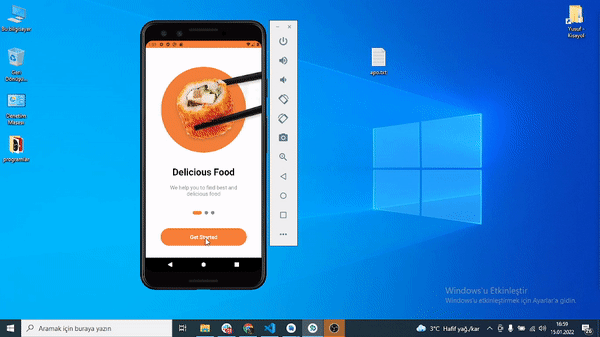 Bu bilgisayar
Geri
Dönüşü...
Denetim
Masası
programlar
Delicious Food
We help you to find best and
delicious food
Get Started
apo.txt
Yusuf -
Kısayol
Windows'u Etkinleştir
Windows'u etkinleştirmek için Ayarlar'a gidin.
Aramak için buraya yazın
3°C Hafif yağ./kar
16:59
15.01.2022